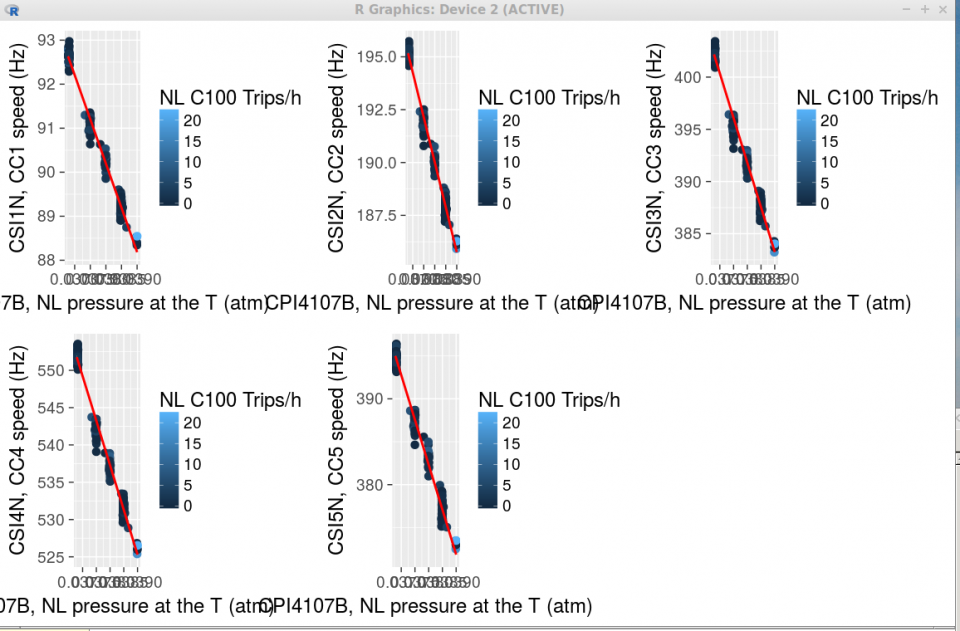 R Graphics: Device 2 (ACTIVE)
CSI1N, CC1 speed (Hz)
93
92
91
90
89
88
NL C100 Trips/h
20
15
10
5
0
07B, NL pressure at the T (atm)
CSI2N, CC2 speed (Hz)
195.0
192.5
190.0
187.5
NL C100 Trips/h
20
15
10
5
0
CPI4107B, NL pressure at the T (atm)
CSI3N, CC3 speed (Hz)
400
395
390
385
NL C100 Trips/h
20
15
10
5
0
CPI4107B, NL pressure at the T (atm)
CSI4N, CC4 speed (Hz)
550
545
540
535
530
525
NL C100 Trips/h
20
15
10
5
0
07B, NL pressure at the T (atm)
CSI5N, CC5 speed (Hz)
390
380
NL C100 Trips/h
20
15
10
5
0
CPI4107B, NL pressure at the T (atm)